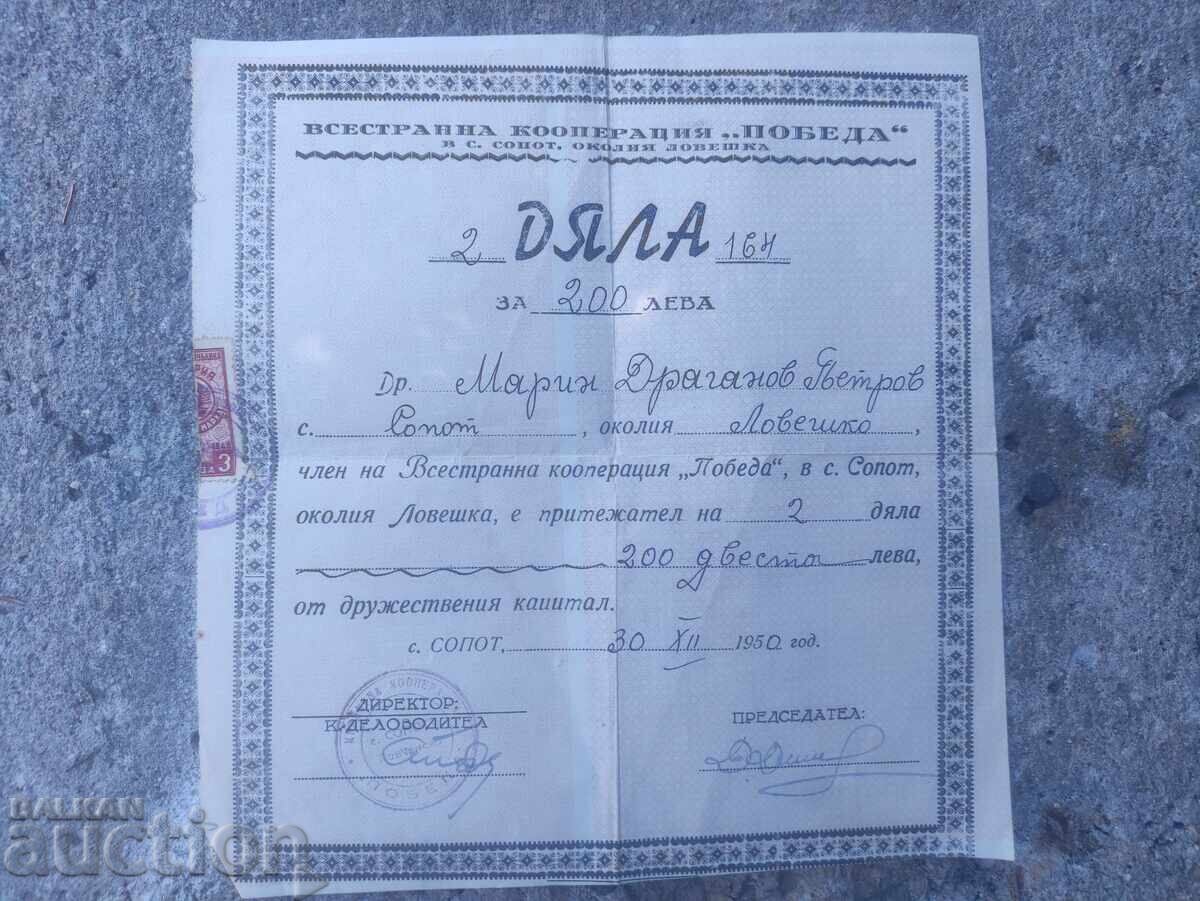 ВСЕСТРАННА КООПЕРАЦИЯ „ПОБЕДА“
В С. СОПОТ, ОКОЛИЯ ЛОВЕШКА
2 ДЯЛА 164
ЗА 200 ЛЕВА
Др. Марин Драганов Петров
с. Сопот, околия Ловешко,
член на Всестранна кооперация „Победа“, в с. Сопот,
околия Ловешка, е притежател на 2 дяла
200 двеста лева,
от дружествения капитал.
с. СОПОТ, 30 XII 1950 год.
ДИРЕКТОР:
К. ДЕЛОВОДИТЕЛ
ПРЕДСЕДАТЕЛ:
3
BALKAN
auction